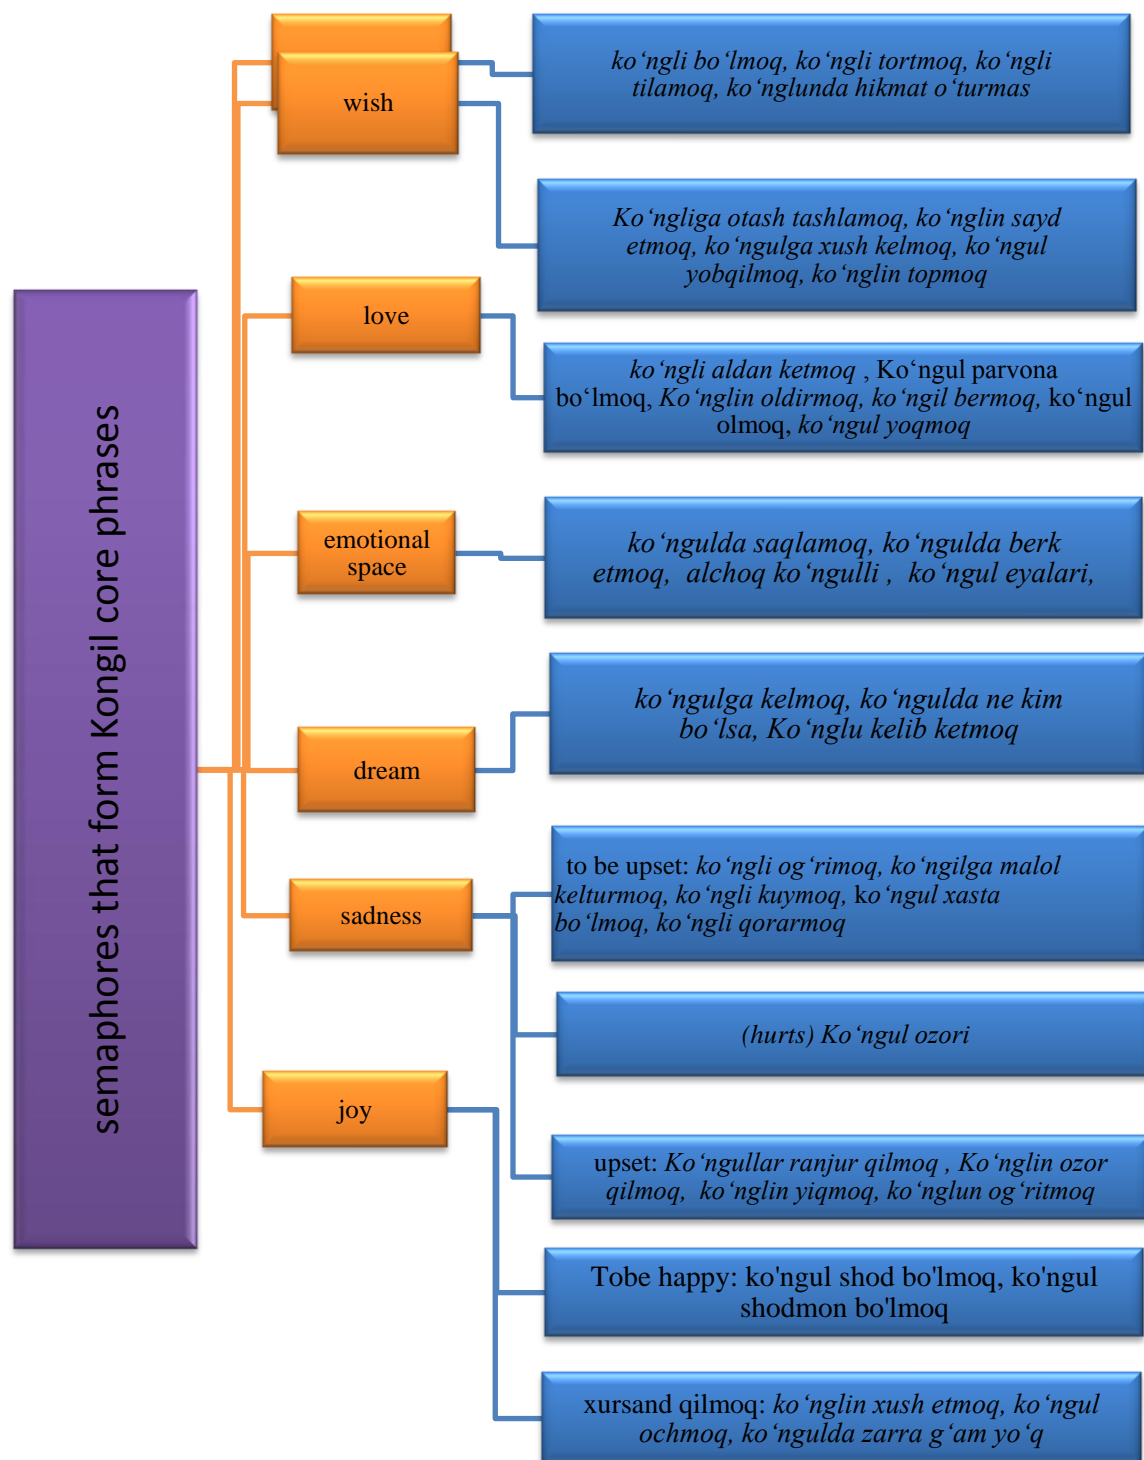 semaphores that form Kongil core phrases
wish
ko‘ngli bo‘lmoq, ko‘ngli tortmoq, ko‘ngli
tilamoq, ko‘nglunda hikmat o‘turmas
Ko‘ngliga otash tashlamoq, ko‘nglin sayd
etmoq, ko‘ngulga xush kelmoq, ko‘ngul
yobqilmoq, ko‘nglin topmoq
love
ko‘ngli aldan ketmoq , Ko‘ngul parvona
bo‘lmoq, Ko‘nglin oldirmoq, ko‘ngil bermoq, ko‘ngul
olmoq, ko‘ngul yoqmoq
emotional
space
ko‘ngulda saqlamoq, ko‘ngulda berk
etmoq, alchoq ko‘ngulli , ko‘ngul eyalari,
dream
ko‘ngulga kelmoq, ko‘ngulda ne kim
bo‘lsa, Ko‘nglu kelib ketmoq
sadness
to be upset: ko‘ngli og‘rimoq, ko‘ngilga malol
kelturmoq, ko‘ngli kuymoq, ko‘ngul xasta
bo‘lmoq, ko‘ngli qorarmoq
(hurts) Ko‘ngul ozori
upset: Ko‘ngullar ranjur qilmoq , Ko‘nglin ozor
qilmoq, ko‘nglin yiqmoq, ko‘nglun og‘ritmoq
joy
Tobe happy: ko'ngul shod bo'lmoq, ko'ngul
shodmon bo'lmoq
xursand qilmoq: ko‘nglin xush etmoq, ko‘ngul
ochmoq, ko‘ngulda zarra g‘am yo‘q